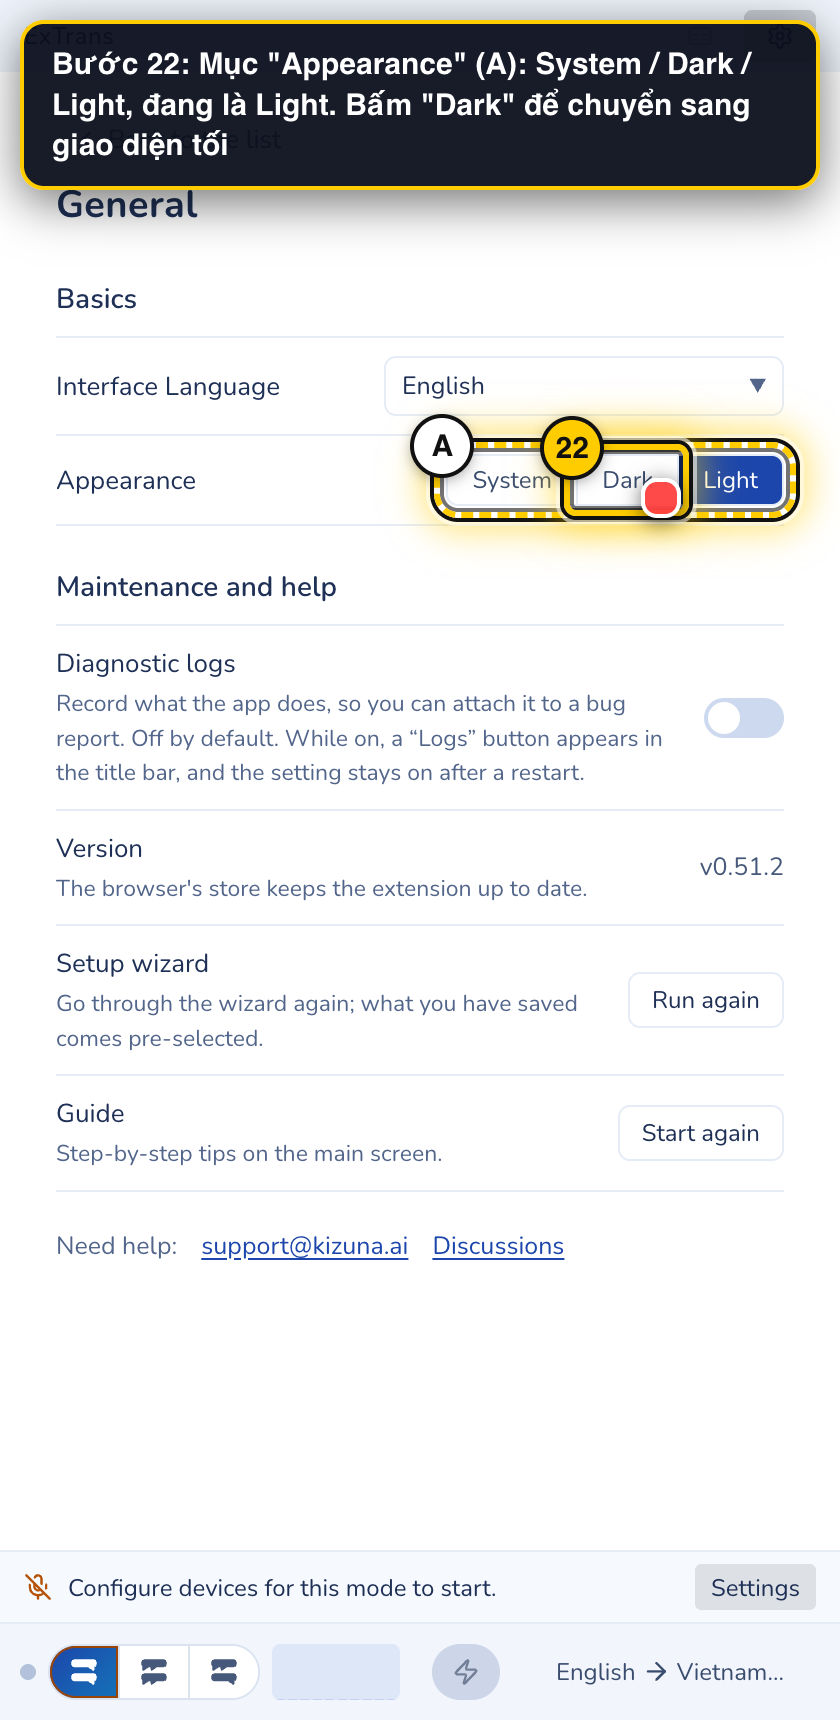 ExTrans
Bước 22: Mục "Appearance" (A): System / Dark /
Light, đang là Light. Bấm "Dark" để chuyển sang
giao diện tối
General
Basics
Interface Language
English
A
22
Appearance
System
Dark
Light
Maintenance and help
Diagnostic logs
Record what the app does, so you can attach it to a bug
report. Off by default. While on, a “Logs” button appears in
the title bar, and the setting stays on after a restart.
Version
v0.51.2
The browser's store keeps the extension up to date.
Setup wizard
Go through the wizard again; what you have saved
comes pre-selected.
Run again
Guide
Step-by-step tips on the main screen.
Start again
Need help: support@kizuna.ai Discussions
Configure devices for this mode to start.
Settings
English → Vietnam...